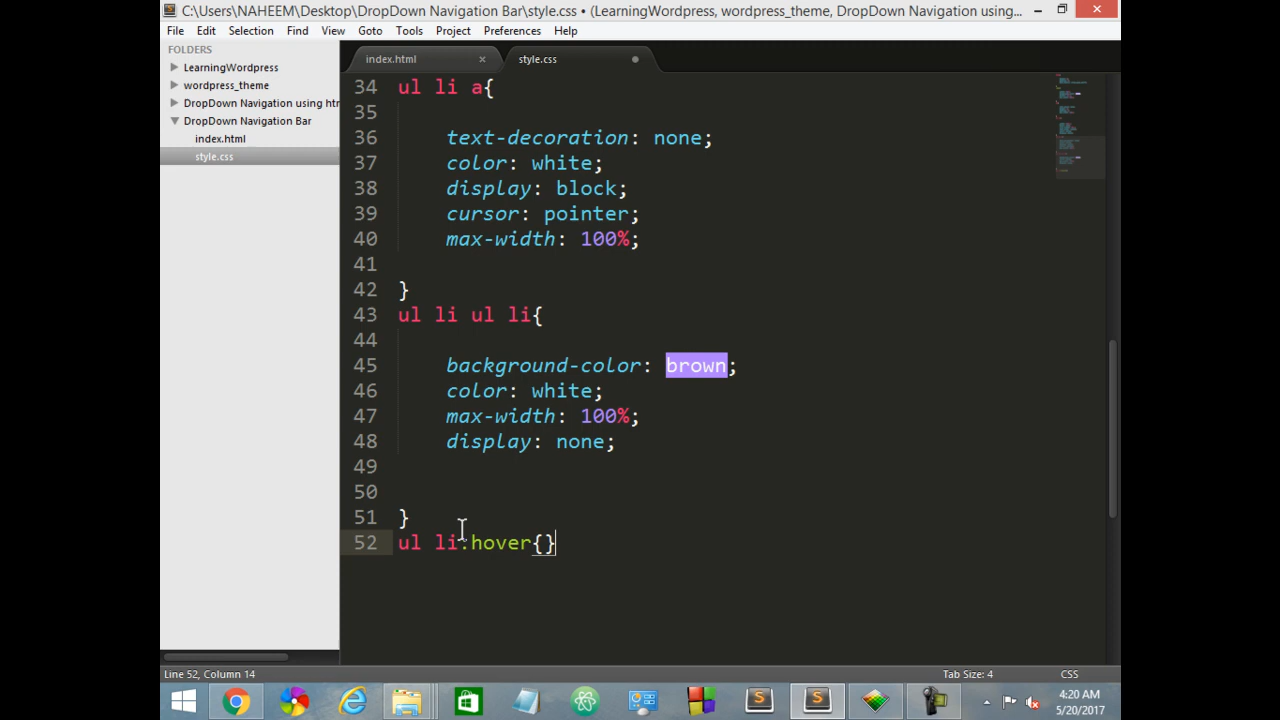 C:\Users\NAHEEM\Desktop\DropDown Navigation Bar\style.css • (LearningWordpress, wordpress_theme, DropDown Navigation using...
File Edit Selection Find View Goto Tools Project Preferences Help
FOLDERS
LearningWordpress
wordpress_theme
DropDown Navigation using htm
DropDown Navigation Bar
index.html
style.css
index.html
style.css
34 ul li a{
35
36 text-decoration: none;
37 color: white;
38 display: block;
39 cursor: pointer;
40 max-width: 100%;
41
42 }
43 ul li ul li{
44
45 background-color: brown;
46 color: white;
47 max-width: 100%;
48 display: none;
49
50
51 }
52 ul li:hover{}
Line 52, Column 14
Tab Size: 4
CSS
4:20 AM
5/20/2017